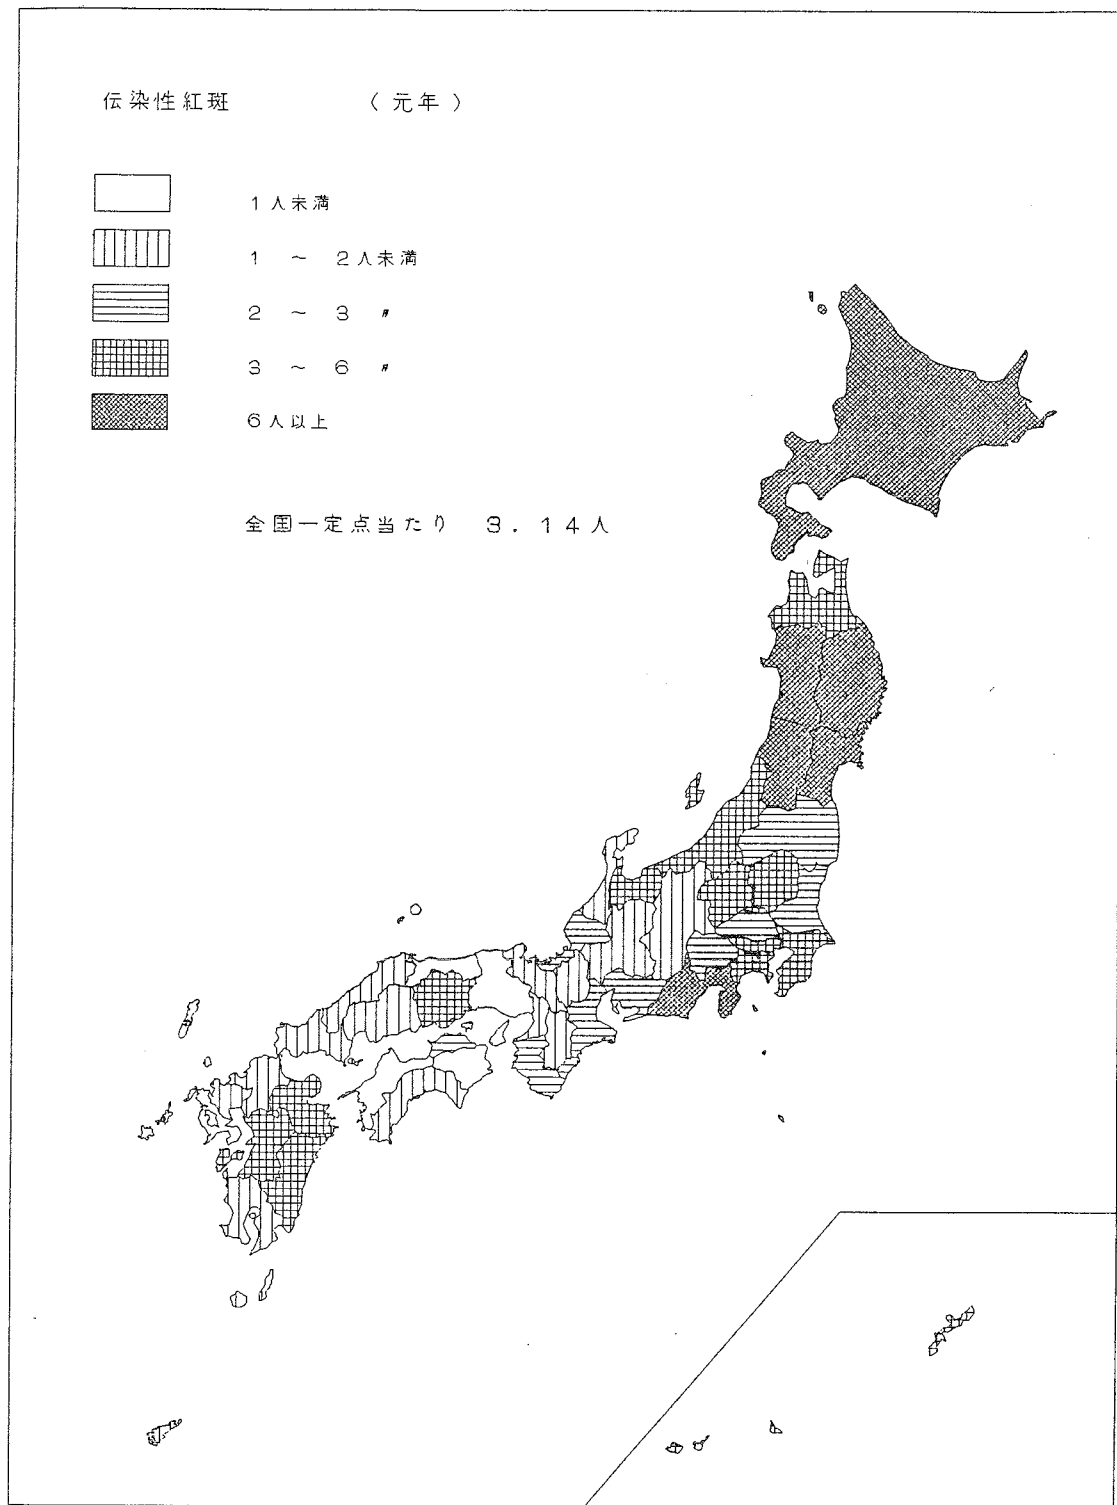 伝染性紅斑 （元年）
1人未満
1 ～ 2人未満
2 ～ 3 〃
3 ～ 6 〃
6人以上
全国一定点当たり 3.14人